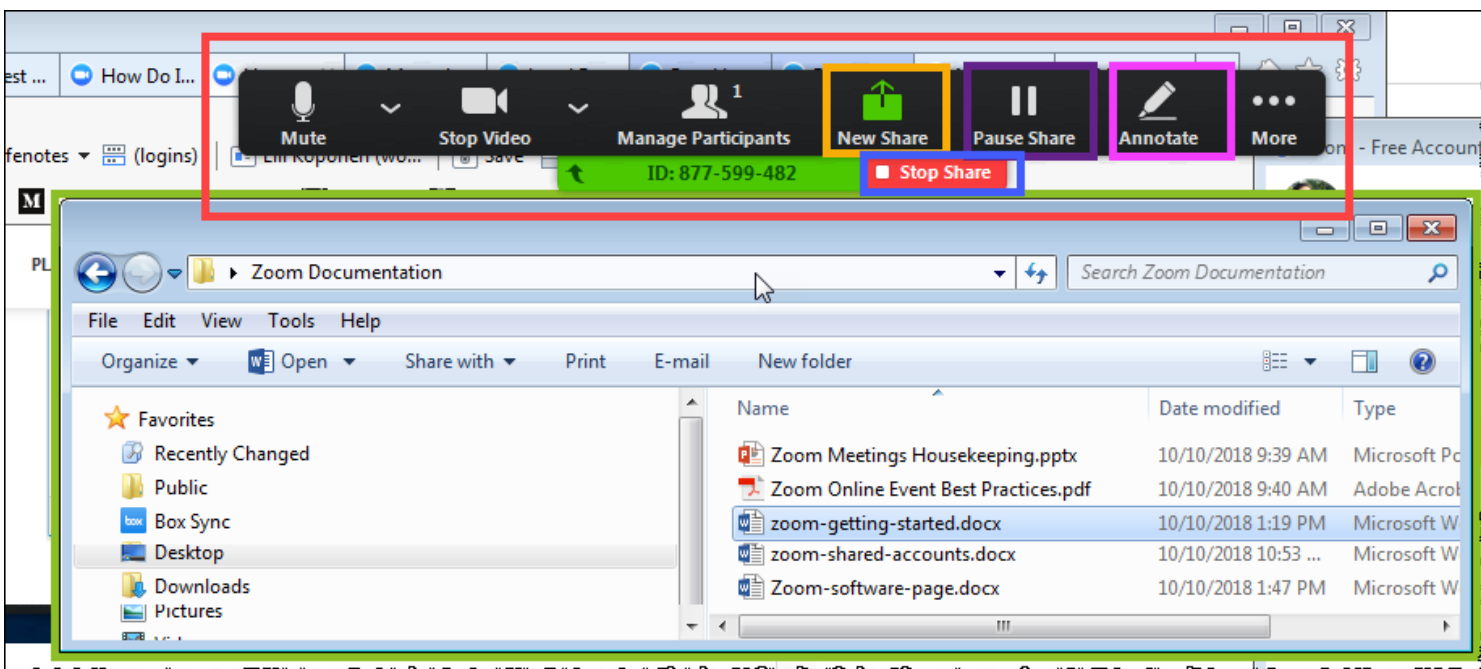 est ...
How Do I...
1
Mute
Stop Video
Manage Participants
New Share
Pause Share
Annotate
More
fenotes
(logins)
Save
- Free Accoun
ID: 877-599-482
Stop Share
M
PL
Zoom Documentation
Search Zoom Documentation
File Edit View Tools Help
Organize
Open
Share with
Print
E-mail
New folder
Favorites
Name
Date modified
Type
Recently Changed
Zoom Meetings Housekeeping.pptx 10/10/2018 9:39 AM Microsoft Po
Public
Zoom Online Event Best Practices.pdf 10/10/2018 9:40 AM Adobe Acrob
Box Sync
zoom-getting-started.docx 10/10/2018 1:19 PM Microsoft W
Desktop
zoom-shared-accounts.docx 10/10/2018 10:53 ... Microsoft W
Downloads
Zoom-software-page.docx 10/10/2018 1:47 PM Microsoft W
Pictures